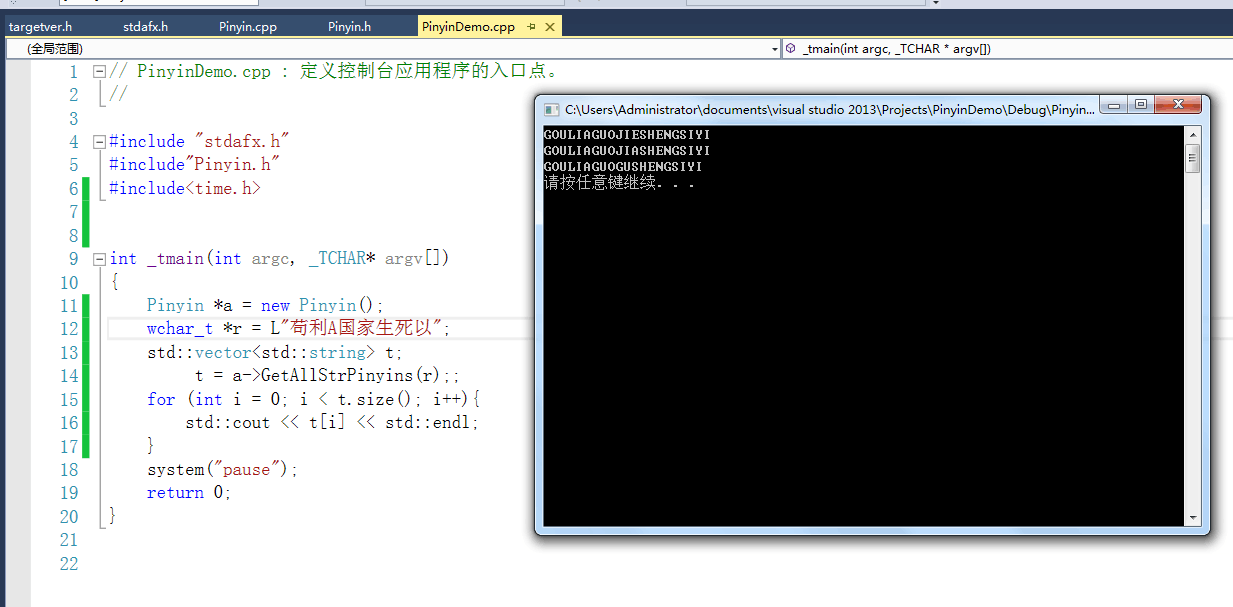 targetver.h stdafx.h Pinyin.cpp Pinyin.h PinyinDemo.cpp
(全局范围) _tmain(int argc, _TCHAR * argv[])
1 // PinyinDemo.cpp : 定义控制台应用程序的入口点。
2 //
3
4 #include "stdafx.h"
5 #include"Pinyin.h"
6 #include<time.h>
7
8
9 int _tmain(int argc, _TCHAR* argv[])
10 {
11 Pinyin *a = new Pinyin();
12 wchar_t *r = L"苟利A国家生死以";
13 std::vector<std::string> t;
14 t = a->GetAllStrPinyins(r);;
15 for (int i = 0; i < t.size(); i++){
16 std::cout << t[i] << std::endl;
17 }
18 system("pause");
19 return 0;
20 }
21
22
C:\Users\Administrator\documents\visual studio 2013\Projects\PinyinDemo\Debug\Pinyin...
GOULIAGUOJIESHENGSIYI
GOULIAGUOJIASHENGSIYI
GOULIAGUOGUSHENGSIYI
请按任意键继续. . .